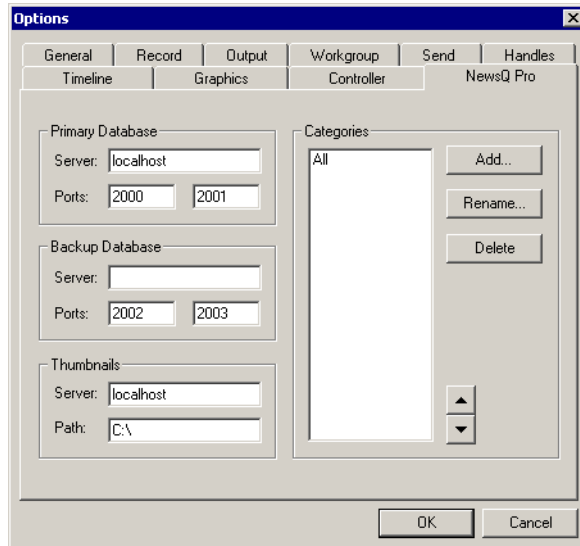 Options
General Record Output Workgroup Send Handles
Timeline Graphics Controller NewsQ Pro
Primary Database
Server: localhost
Ports: 2000 2001
Backup Database
Server:
Ports: 2002 2003
Thumbnails
Server: localhost
Path: C:\
Categories
All
Add...
Rename...
Delete
OK Cancel